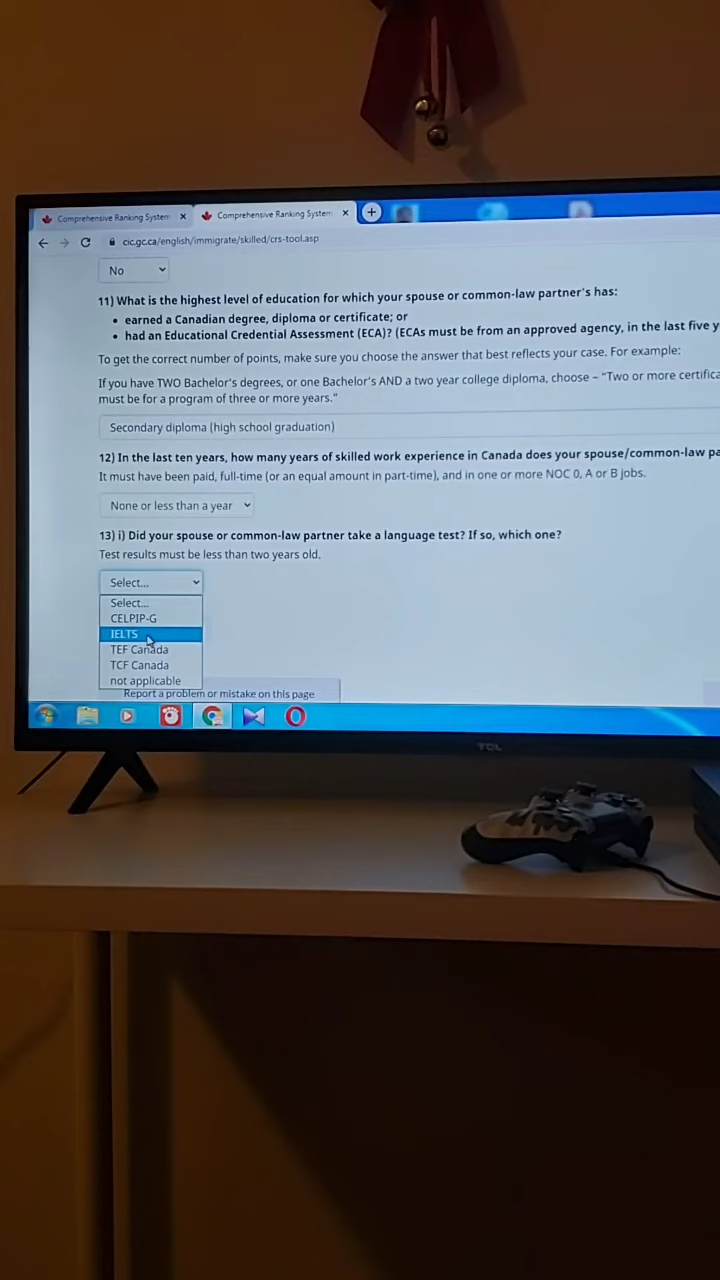 Comprehensive Ranking System
Comprehensive Ranking System
cic.gc.ca/english/immigrate/skilled/crs-tool.asp
No
11) What is the highest level of education for which your spouse or common-law partner's has:
earned a Canadian degree, diploma or certificate; or
had an Educational Credential Assessment (ECA)? (ECAs must be from an approved agency, in the last five y
To get the correct number of points, make sure you choose the answer that best reflects your case. For example:
If you have TWO Bachelor's degrees, or one Bachelor's AND a two year college diploma, choose – "Two or more certifica
must be for a program of three or more years."
Secondary diploma (high school graduation)
12) In the last ten years, how many years of skilled work experience in Canada does your spouse/common-law pa
It must have been paid, full-time (or an equal amount in part-time), and in one or more NOC 0, A or B jobs.
None or less than a year
13) i) Did your spouse or common-law partner take a language test? If so, which one?
Test results must be less than two years old.
Select...
Select...
CELPIP-G
IELTS
TEF Canada
TCF Canada
not applicable
Report a problem or mistake on this page
TCL